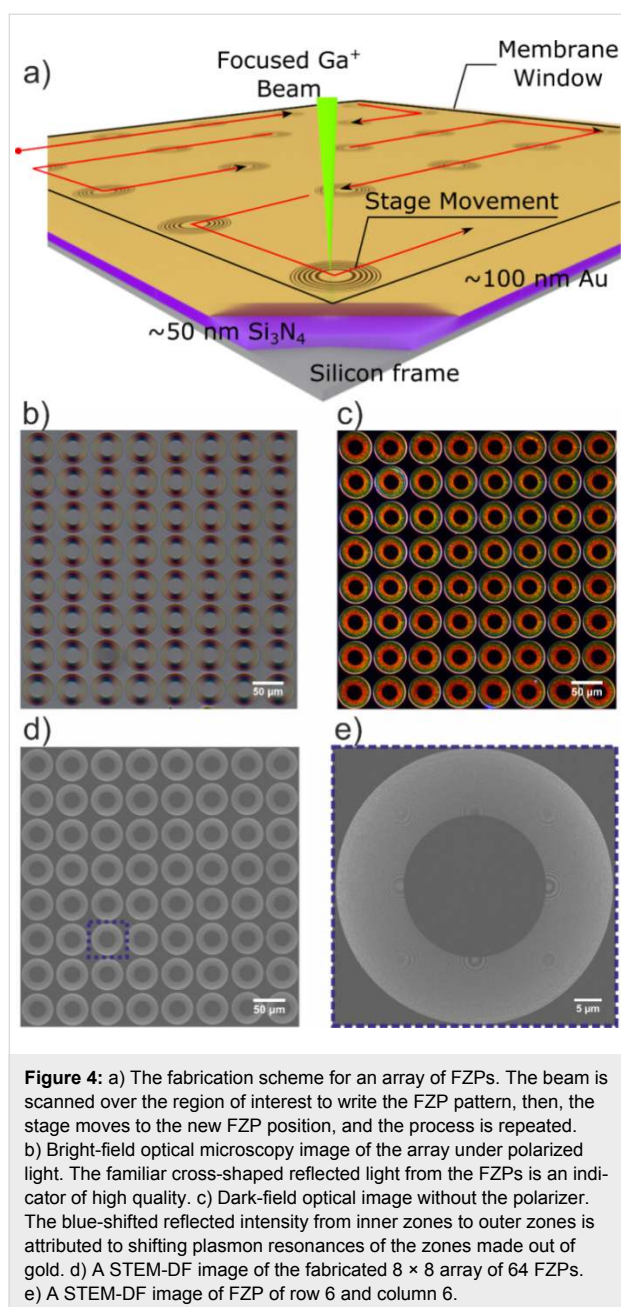 a)
Focused Ga⁺
Beam
Membrane
Window
Stage Movement
~100 nm Au
~50 nm Si₃N₄
Silicon frame
b)
c)
50 µm
50 µm
d)
e)
50 µm
5 µm
Figure 4: a) The fabrication scheme for an array of FZPs. The beam is
scanned over the region of interest to write the FZP pattern, then, the
stage moves to the new FZP position, and the process is repeated.
b) Bright-field optical microscopy image of the array under polarized
light. The familiar cross-shaped reflected light from the FZPs is an indi-
cator of high quality. c) Dark-field optical image without the polarizer.
The blue-shifted reflected intensity from inner zones to outer zones is
attributed to shifting plasmon resonances of the zones made out of
gold. d) A STEM-DF image of the fabricated 8 × 8 array of 64 FZPs.
e) A STEM-DF image of FZP of row 6 and column 6.